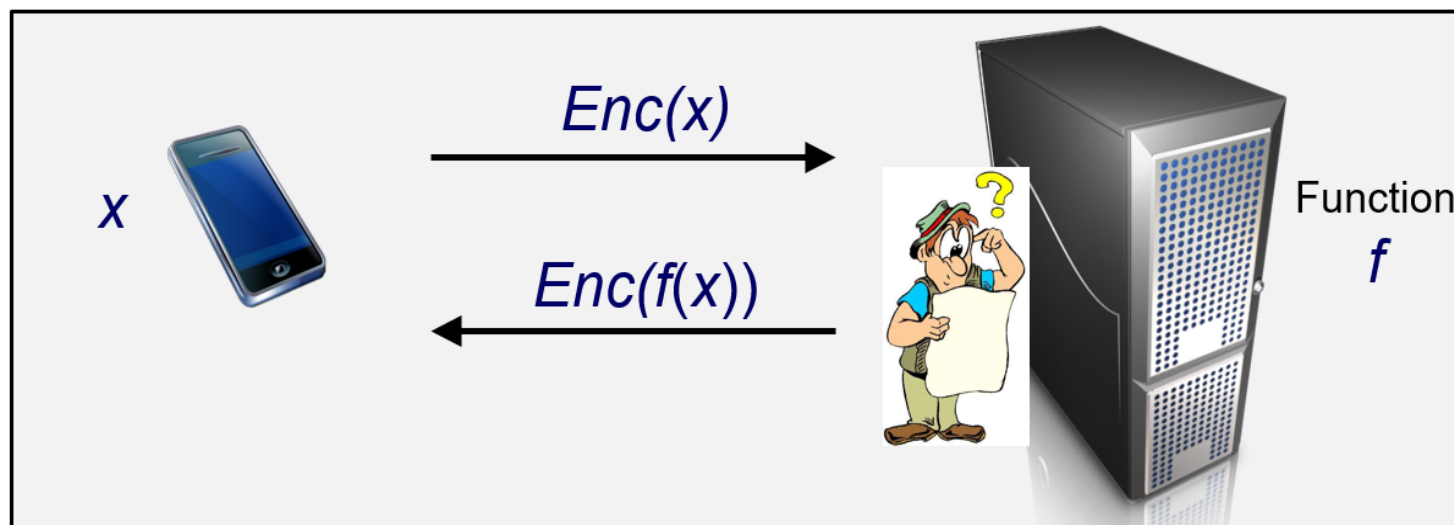 Enc(x)
x
?
Function
f
Enc(f(x))